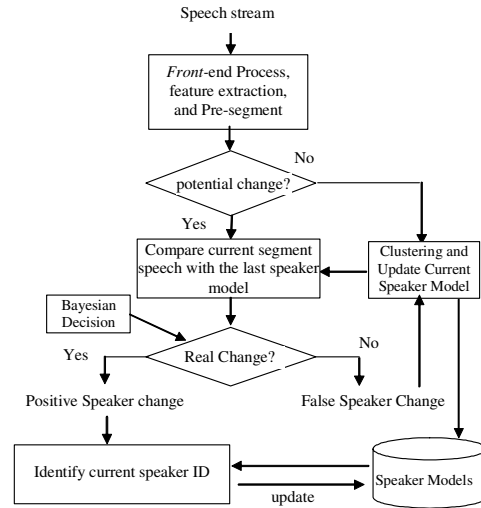 Speech stream
Front-end Process,
feature extraction,
and Pre-segment
No
potential change?
Yes
Compare current segment
speech with the last speaker
model
Clustering and
Update Current
Speaker Model
Bayesian
Decision
Yes
Real Change?
No
Positive Speaker change
False Speaker Change
Identify current speaker ID
update
Speaker Models